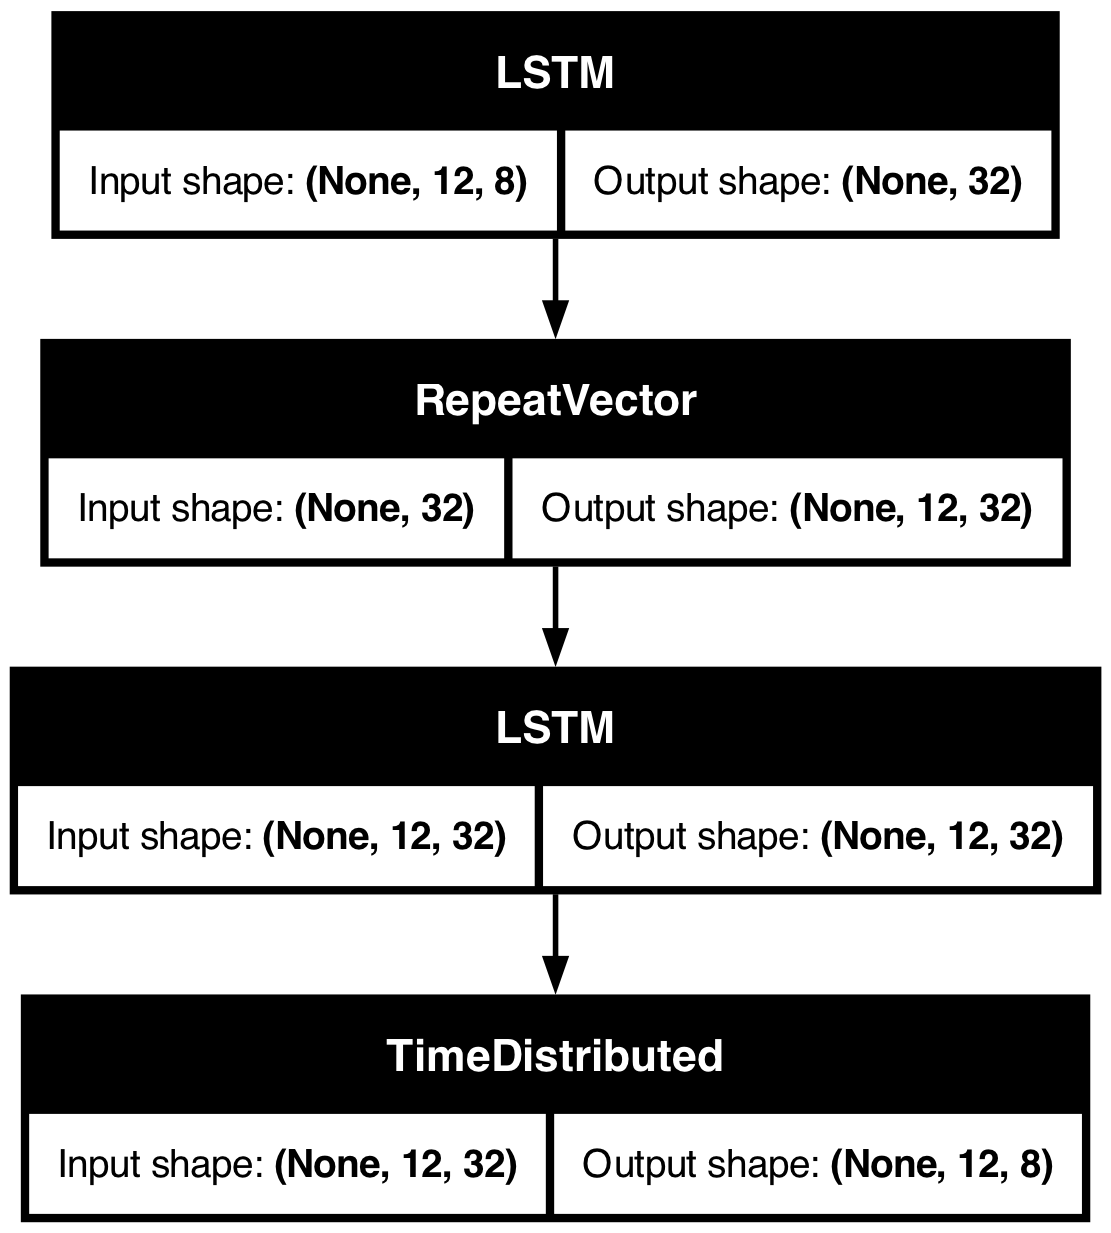 LSTM
Input shape: (None, 12, 8) Output shape: (None, 32)
RepeatVector
Input shape: (None, 32) Output shape: (None, 12, 32)
LSTM
Input shape: (None, 12, 32) Output shape: (None, 12, 32)
TimeDistributed
Input shape: (None, 12, 32) Output shape: (None, 12, 8)